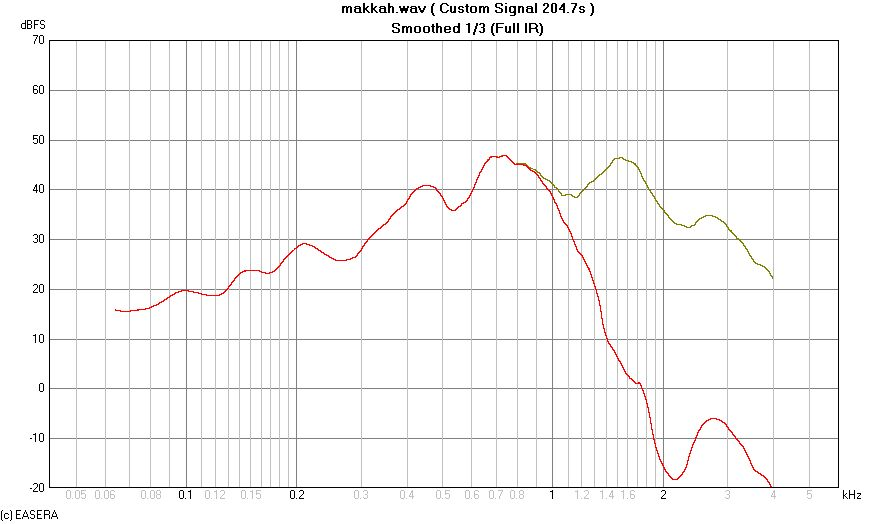 makkah.wav ( Custom Signal 204.7s )
Smoothed 1/3 (Full IR)
dBFS
70
60
50
40
30
20
10
0
-10
-20
0.05 0.06 0.08 0.1 0.12 0.15 0.2 0.3 0.4 0.5 0.6 0.7 0.8 1 1.2 1.4 1.6 2 3 4 5 kHz
(c) EASERA